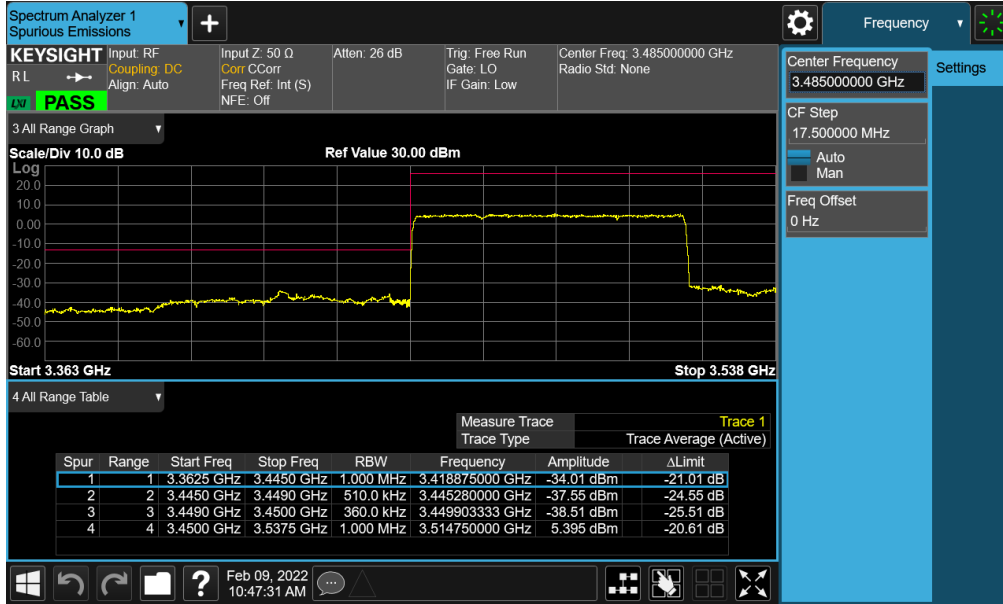 Spectrum Analyzer 1
Spurious Emissions
Frequency
KEYSIGHT
RL
LXI PASS
Input: RF
Coupling: DC
Align: Auto
Input Z: 50 Ω
Corr CCorr
Freq Ref: Int (S)
NFE: Off
Atten: 26 dB
Trig: Free Run
Gate: LO
IF Gain: Low
Center Freq: 3.485000000 GHz
Radio Std: None
Center Frequency
3.485000000 GHz
Settings
CF Step
17.500000 MHz
Auto
Man
Freq Offset
0 Hz
3 All Range Graph
Scale/Div 10.0 dB Ref Value 30.00 dBm
Log
20.0
10.0
0.00
-10.0
-20.0
-30.0
-40.0
-50.0
-60.0
Start 3.363 GHz Stop 3.538 GHz
4 All Range Table
Measure Trace Trace 1
Trace Type Trace Average (Active)
Spur Range Start Freq Stop Freq RBW Frequency Amplitude ΔLimit
1 1 3.3625 GHz 3.4450 GHz 1.000 MHz 3.418875000 GHz -34.01 dBm -21.01 dB
2 2 3.4450 GHz 3.4490 GHz 510.0 kHz 3.445280000 GHz -37.55 dBm -24.55 dB
3 3 3.4490 GHz 3.4500 GHz 360.0 kHz 3.449903333 GHz -38.51 dBm -25.51 dB
4 4 3.4500 GHz 3.5375 GHz 1.000 MHz 3.514750000 GHz 5.395 dBm -20.61 dB
?
Feb 09, 2022
10:47:31 AM